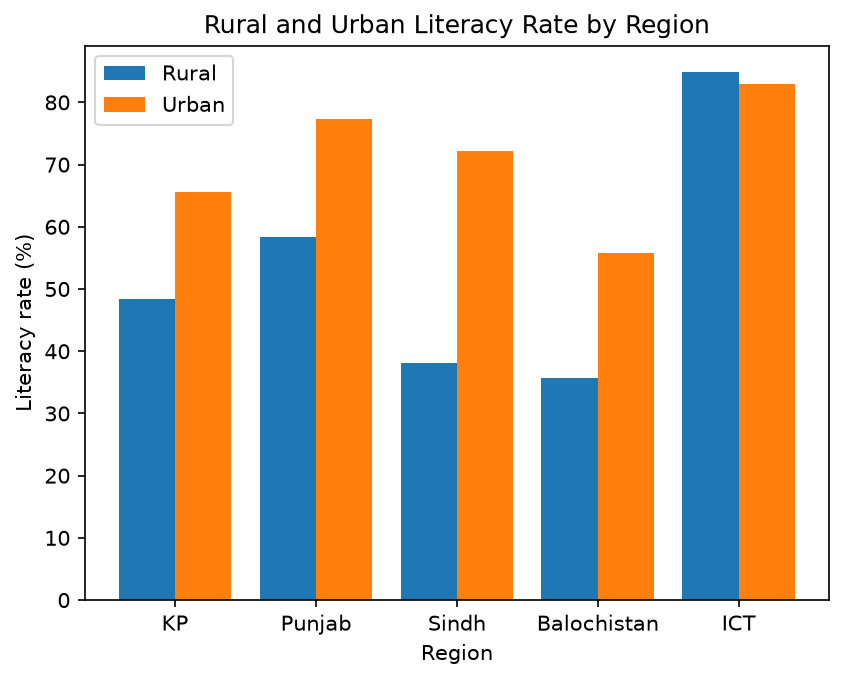 Rural and Urban Literacy Rate by Region
Rural
Urban
Literacy rate (%)
80
70
60
50
40
30
20
10
0
KP Punjab Sindh Balochistan ICT
Region